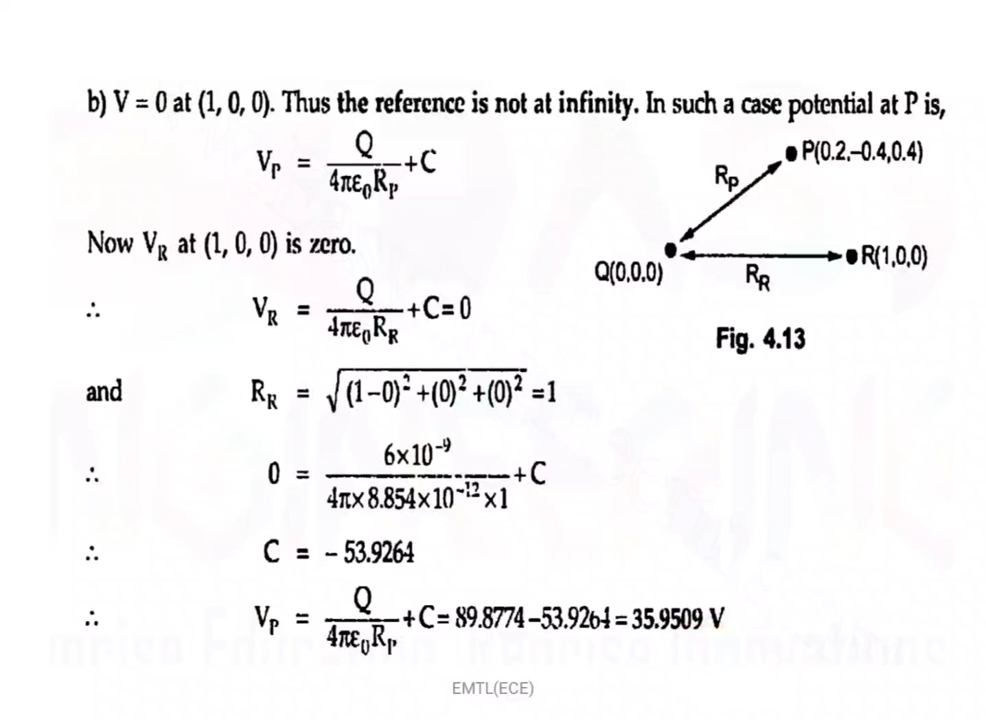 b) V = 0 at (1, 0, 0). Thus the reference is not at infinity. In such a case potential at P is,
V_P = Q/(4πε₀R_P) + C
P(0.2,–0.4,0.4)
R_P
Now V_R at (1, 0, 0) is zero.
Q(0,0,0)
R_R
R(1,0,0)
∴ V_R = Q/(4πε₀R_R) + C = 0
Fig. 4.13
and R_R = √((1–0)² + (0)² + (0)²) = 1
∴ 0 = (6×10⁻⁹)/(4π×8.854×10⁻¹²×1) + C
∴ C = – 53.9264
∴ V_P = Q/(4πε₀R_P) + C = 89.8774 – 53.9264 = 35.9509 V
EMTL(ECE)